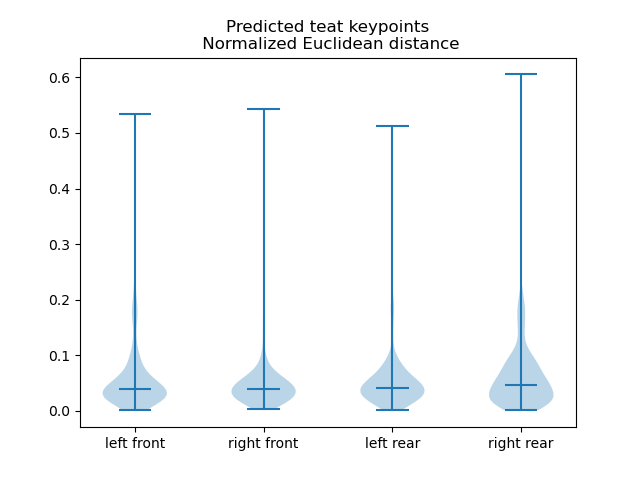 Predicted teat keypoints
Normalized Euclidean distance
0.6
0.5
0.4
0.3
0.2
0.1
0.0
left front
right front
left rear
right rear